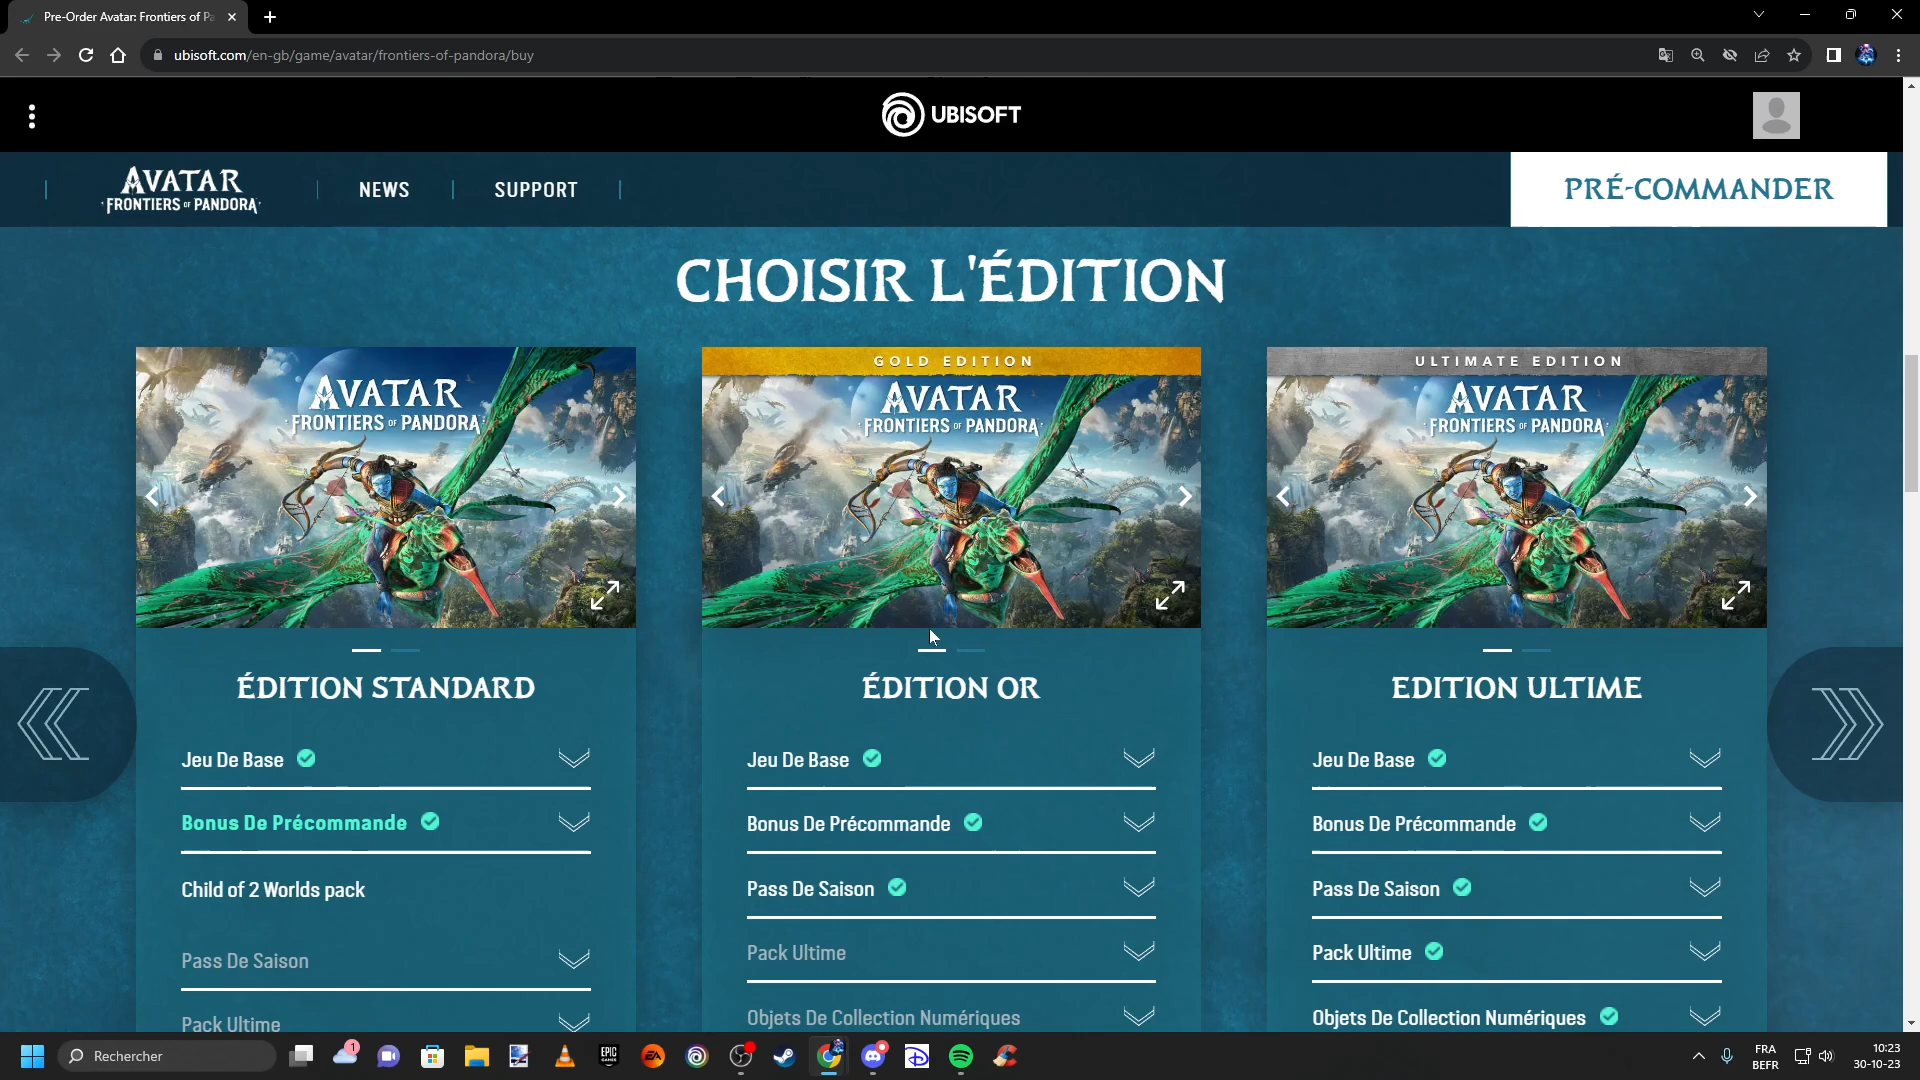 Pre-Order Avatar: Frontiers of Pa
ubisoft.com/en-gb/game/avatar/frontiers-of-pandora/buy
UBISOFT
AVATAR
FRONTIERS OF PANDORA
NEWS
SUPPORT
PRÉ-COMMANDER
CHOISIR L'ÉDITION
AVATAR
FRONTIERS OF PANDORA
ÉDITION STANDARD
Jeu De Base
Bonus De Précommande
Child of 2 Worlds pack
Pass De Saison
Pack Ultime
GOLD EDITION
AVATAR
FRONTIERS OF PANDORA
ÉDITION OR
Jeu De Base
Bonus De Précommande
Pass De Saison
Pack Ultime
Objets De Collection Numériques
ULTIMATE EDITION
AVATAR
FRONTIERS OF PANDORA
EDITION ULTIME
Jeu De Base
Bonus De Précommande
Pass De Saison
Pack Ultime
Objets De Collection Numériques
Rechercher
1
EPIC
GAMES
EA
FRA
BEFR
10:23
30-10-23